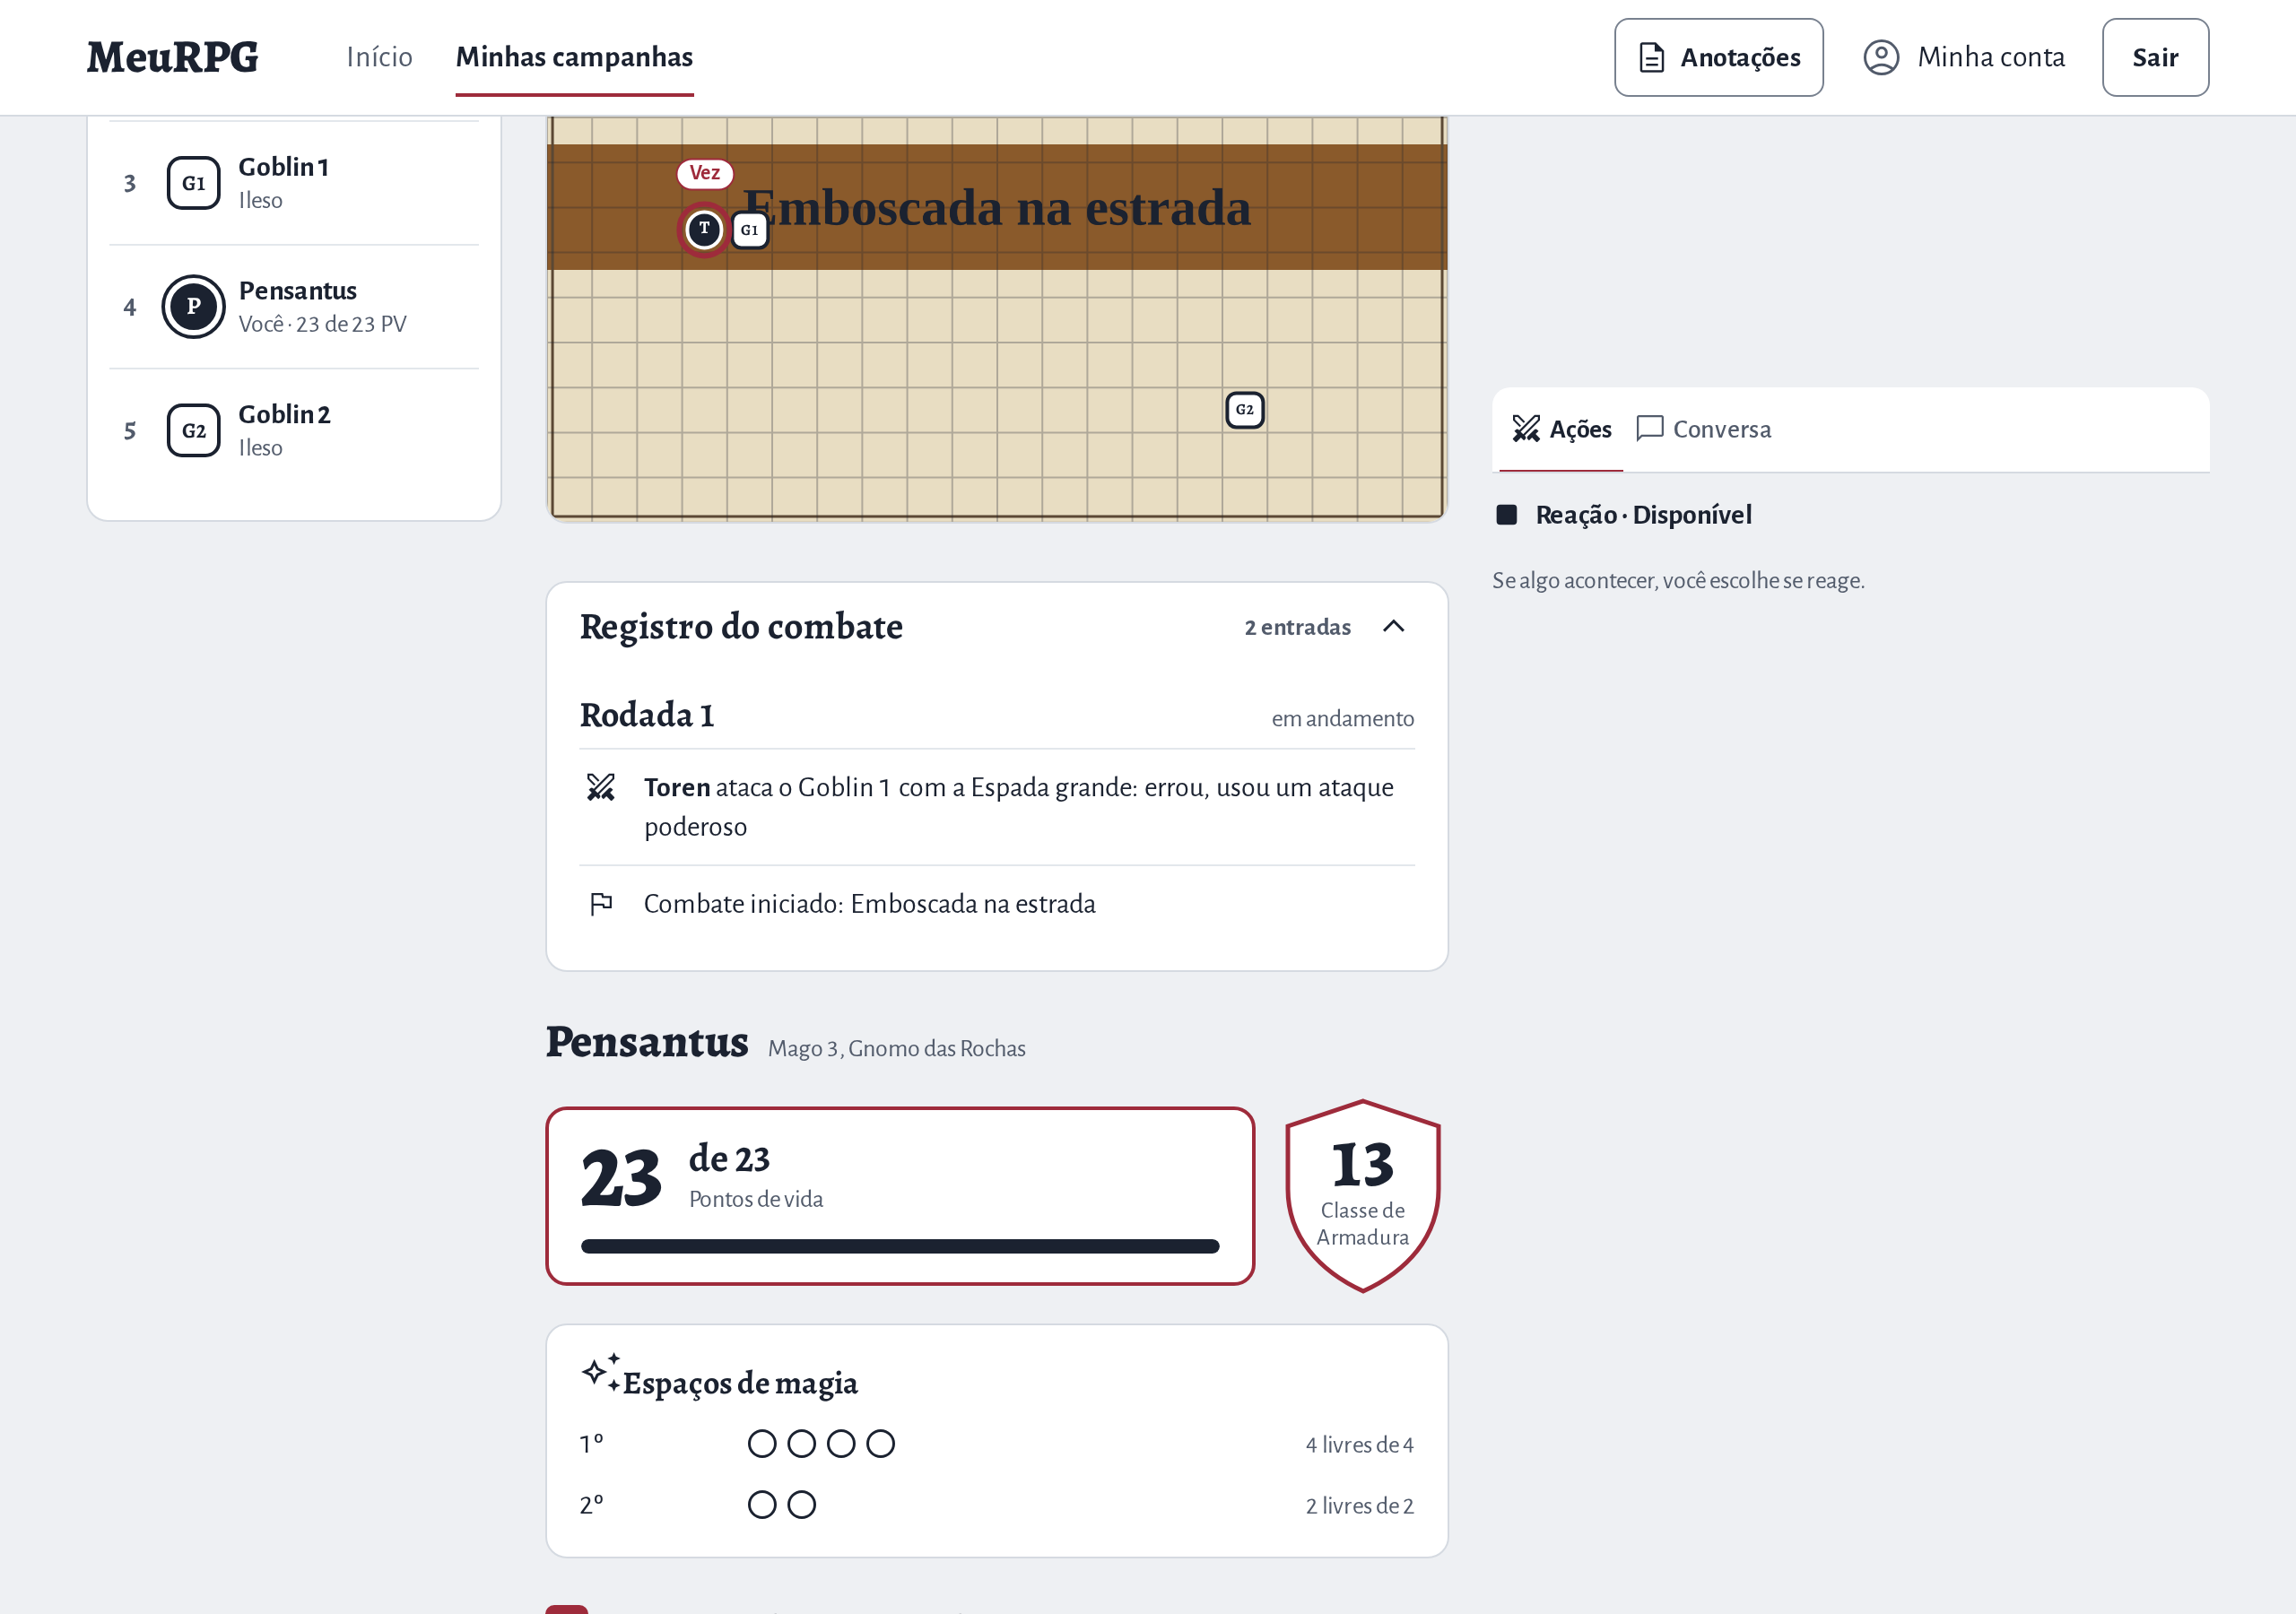 MeuRPG
Início
Minhas campanhas
Anotações
Minha conta
Sair
3
G1
Goblin 1
Ileso
4
P
Pensantus
Você · 23 de 23 PV
5
G2
Goblin 2
Ileso
Vez
T
G1
Emboscada na estrada
G2
Ações
Conversa
Reação · Disponível
Se algo acontecer, você escolhe se reage.
Registro do combate
2 entradas
Rodada 1
em andamento
Toren ataca o Goblin 1 com a Espada grande: errou, usou um ataque
poderoso
Combate iniciado: Emboscada na estrada
Pensantus
Mago 3, Gnomo das Rochas
23
de 23
Pontos de vida
13
Classe de
Armadura
Espaços de magia
1º
4 livres de 4
2º
2 livres de 2